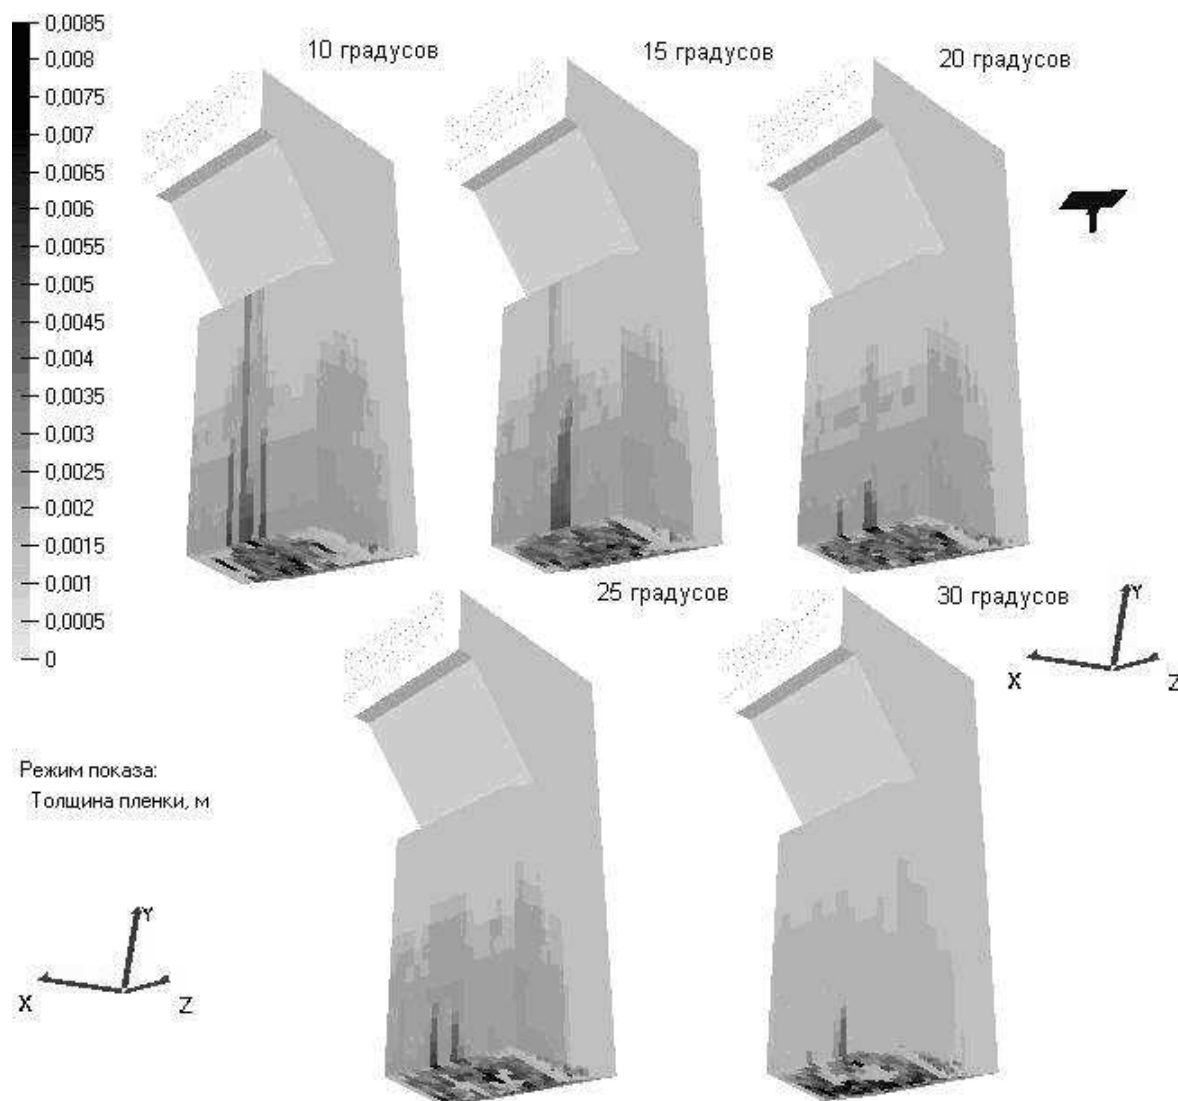 0,0085
0,008
0,0075
0,007
0,0065
0,006
0,0055
0,005
0,0045
0,004
0,0035
0,003
0,0025
0,002
0,0015
0,001
0,0005
0
10 градусов
15 градусов
20 градусов
25 градусов
30 градусов
Y
X
Z
Режим показа:
Толщина пленки, м
Y
X
Z